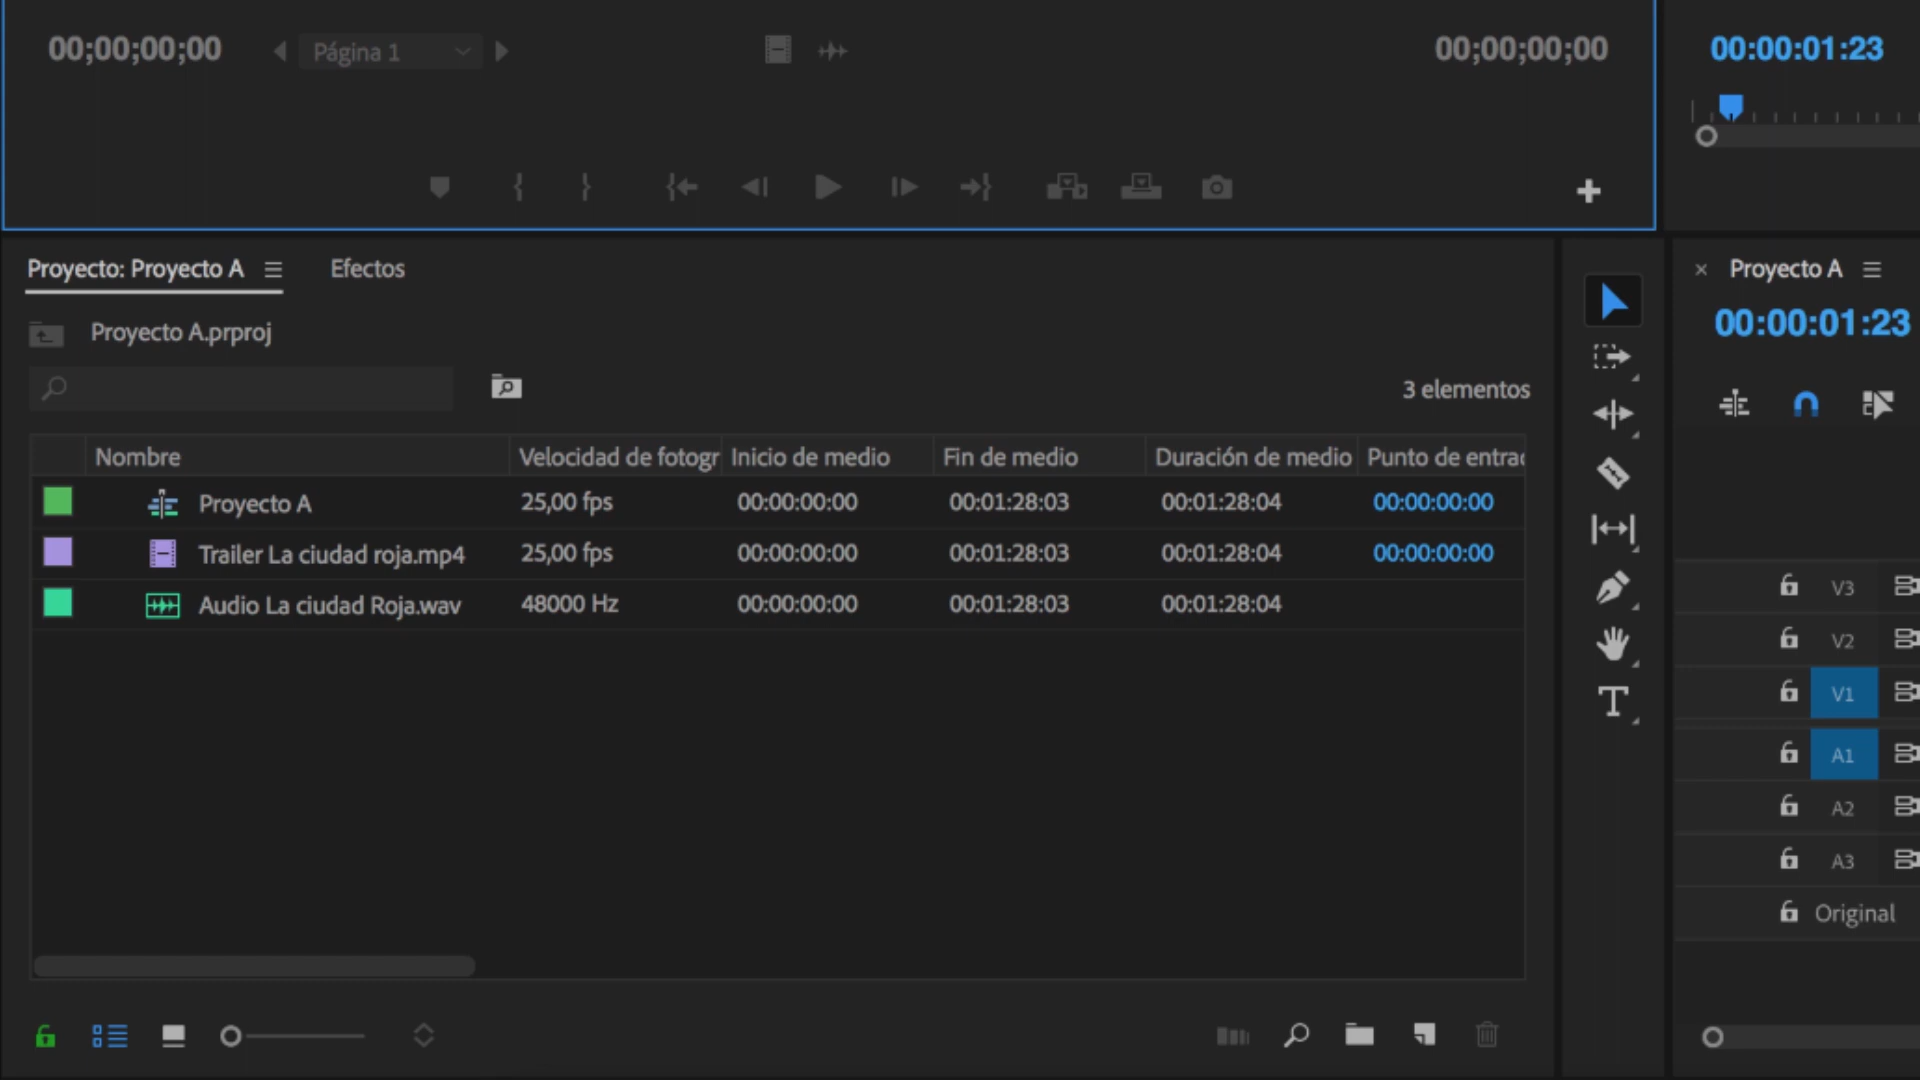 00;00;00;00 Página 1 00;00;00;00 00:00:01:23
Proyecto: Proyecto A Efectos
Proyecto A.prproj
3 elementos
Nombre Velocidad de fotogr Inicio de medio Fin de medio Duración de medio Punto de entrad
Proyecto A 25,00 fps 00:00:00:00 00:01:28:03 00:01:28:04 00:00:00:00
Trailer La ciudad roja.mp4 25,00 fps 00:00:00:00 00:01:28:03 00:01:28:04 00:00:00:00
Audio La ciudad Roja.wav 48000 Hz 00:00:00:00 00:01:28:03 00:01:28:04
T
Proyecto A
00:00:01:23
V3
V2
V1
A1
A2
A3
Original